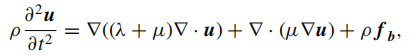 ρ ∂²u/∂t² = ∇((λ + μ)∇ · u) + ∇ · (μ∇u) + ρf_b,